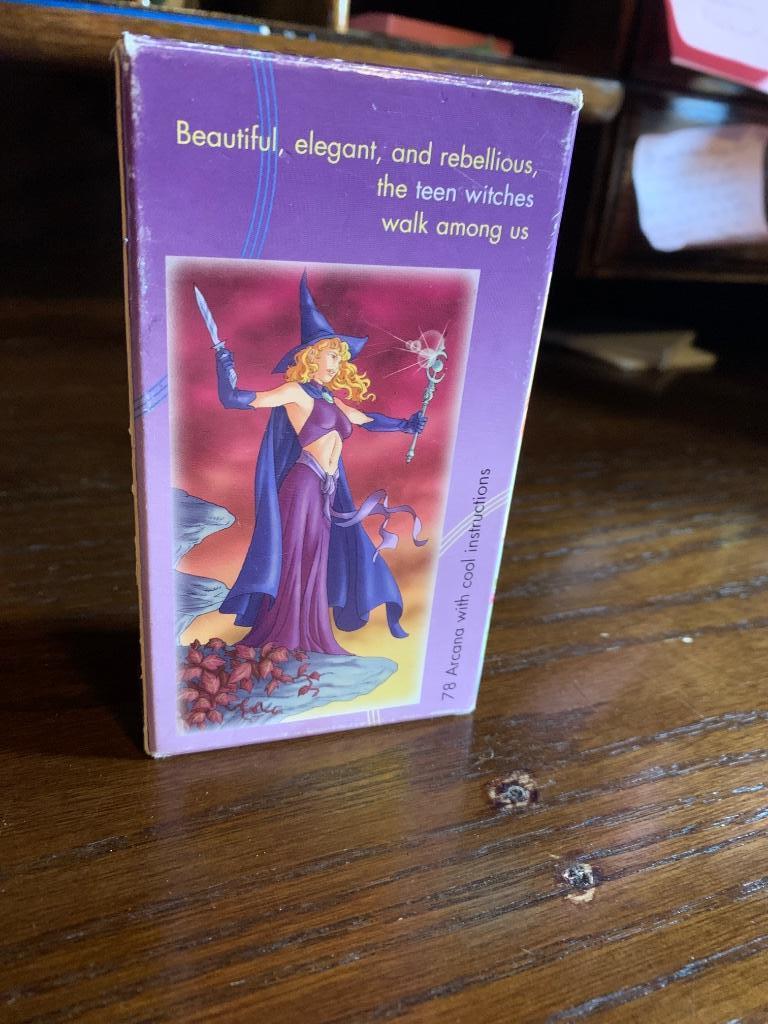 Beautiful, elegant, and rebellious,
the teen witches
walk among us
78 Arcana with cool instructions